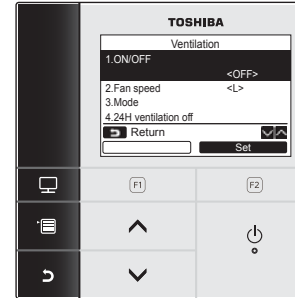 TOSHIBA
Ventilation
1.ON/OFF
<OFF>
2.Fan speed <L>
3.Mode
4.24H ventilation off
Return
Set
F1 F2